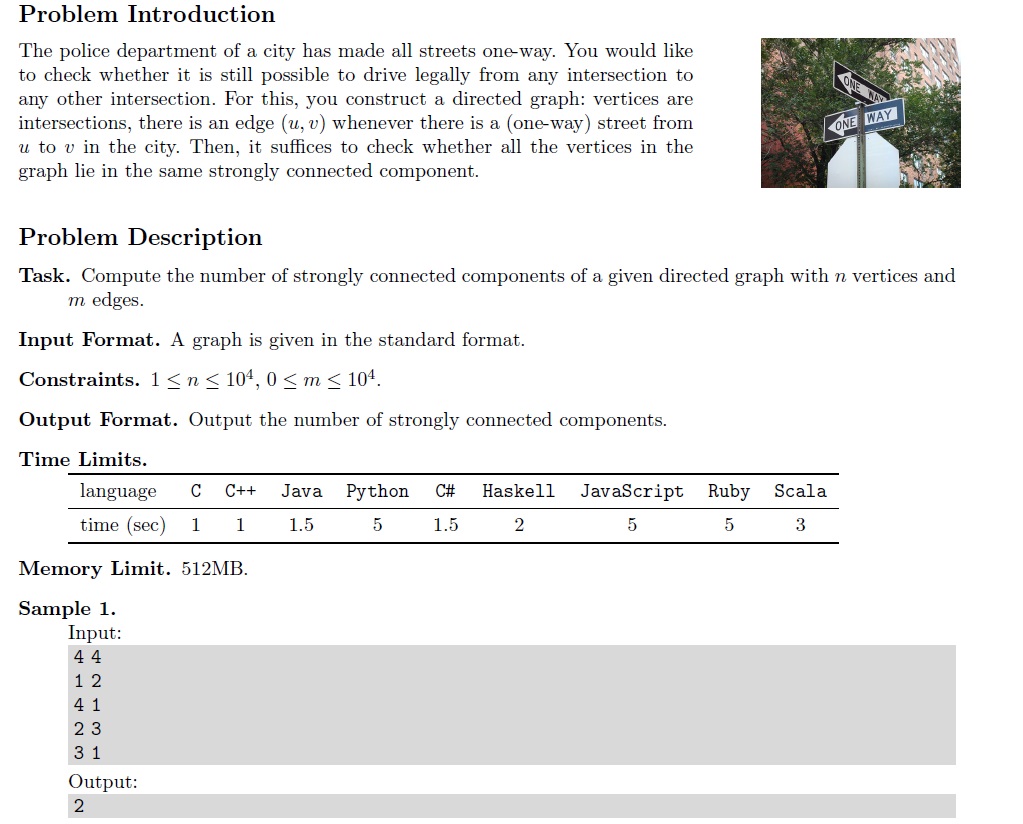 Problem Introduction
The police department of a city has made all streets one-way. You would like
to check whether it is still possible to drive legally from any intersection to
any other intersection. For this, you construct a directed graph: vertices are
intersections, there is an edge (u, v) whenever there is a (one-way) street from
u to v in the city. Then, it suffices to check whether all the vertices in the
graph lie in the same strongly connected component.
ONE WAY
ONE WAY
Problem Description
Task. Compute the number of strongly connected components of a given directed graph with n vertices and
m edges.
Input Format. A graph is given in the standard format.
Constraints. 1 ≤ n ≤ 10⁴, 0 ≤ m ≤ 10⁴.
Output Format. Output the number of strongly connected components.
Time Limits.
language C C++ Java Python C# Haskell JavaScript Ruby Scala
time (sec) 1 1 1.5 5 1.5 2 5 5 3
Memory Limit. 512MB.
Sample 1.
Input:
4 4
1 2
4 1
2 3
3 1
Output:
2